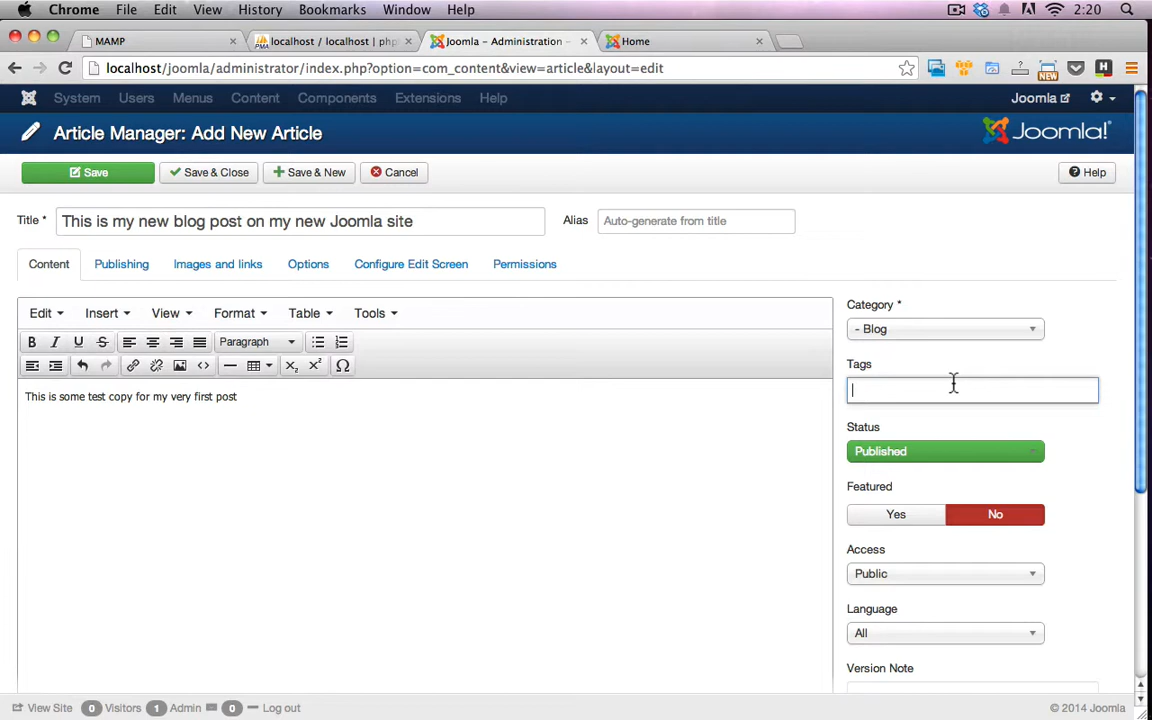 Chrome File Edit View History Bookmarks Window Help 2:20
MAMP localhost / localhost | php Joomla - Administration - Home
localhost/joomla/administrator/index.php?option=com_content&view=article&layout=edit NEW H
System Users Menus Content Components Extensions Help Joomla
Article Manager: Add New Article Joomla!®
Save Save & Close Save & New Cancel Help
Title * This is my new blog post on my new Joomla site Alias Auto-generate from title
Content Publishing Images and links Options Configure Edit Screen Permissions
Category *
Edit Insert View Format Table Tools
- Blog
B I U S Paragraph
Tags
This is some test copy for my very first post
Status
Published
Featured
Yes No
Access
Public
Language
All
Version Note
View Site 0 Visitors 1 Admin 0 Log out © 2014 Joomla